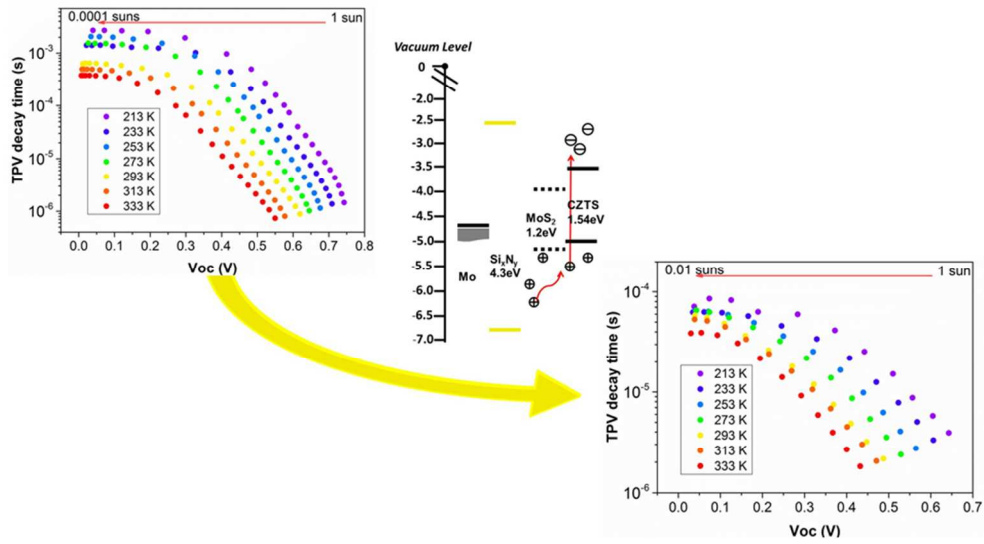 0.0001 suns
1 sun
TPV decay time (s)
10⁻³
10⁻⁴
10⁻⁵
10⁻⁶
213 K
233 K
253 K
273 K
293 K
313 K
333 K
0.0 0.1 0.2 0.3 0.4 0.5 0.6 0.7 0.8
Voc (V)
Vacuum Level
0
-2.0
-2.5
-3.5
-4.0
-4.5
-5.0
-5.5
-6.0
-6.5
-7.0
Mo
SiₓNᵧ
4.3eV
MoS₂
1.2eV
CZTS
1.54eV
0.01 suns
1 sun
TPV decay time (s)
10⁻⁴
10⁻⁵
10⁻⁶
213 K
233 K
253 K
273 K
293 K
313 K
333 K
0.0 0.1 0.2 0.3 0.4 0.5 0.6 0.7
Voc (V)